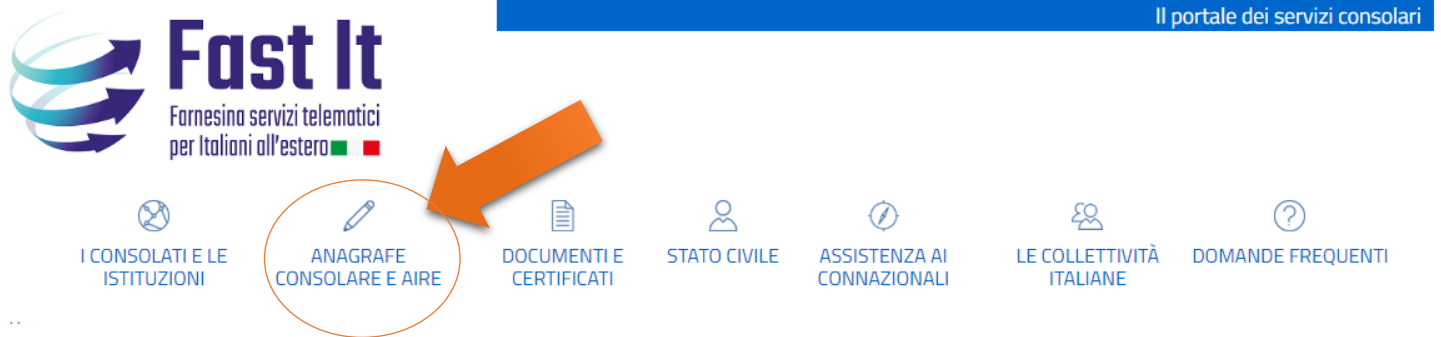 Il portale dei servizi consolari
Fast It
Farnesina servizi telematici
per Italiani all'estero
I CONSOLATI E LE
ISTITUZIONI
ANAGRAFE
CONSOLARE E AIRE
DOCUMENTI E
CERTIFICATI
STATO CIVILE
ASSISTENZA AI
CONNAZIONALI
LE COLLETTIVITÀ
ITALIANE
DOMANDE FREQUENTI